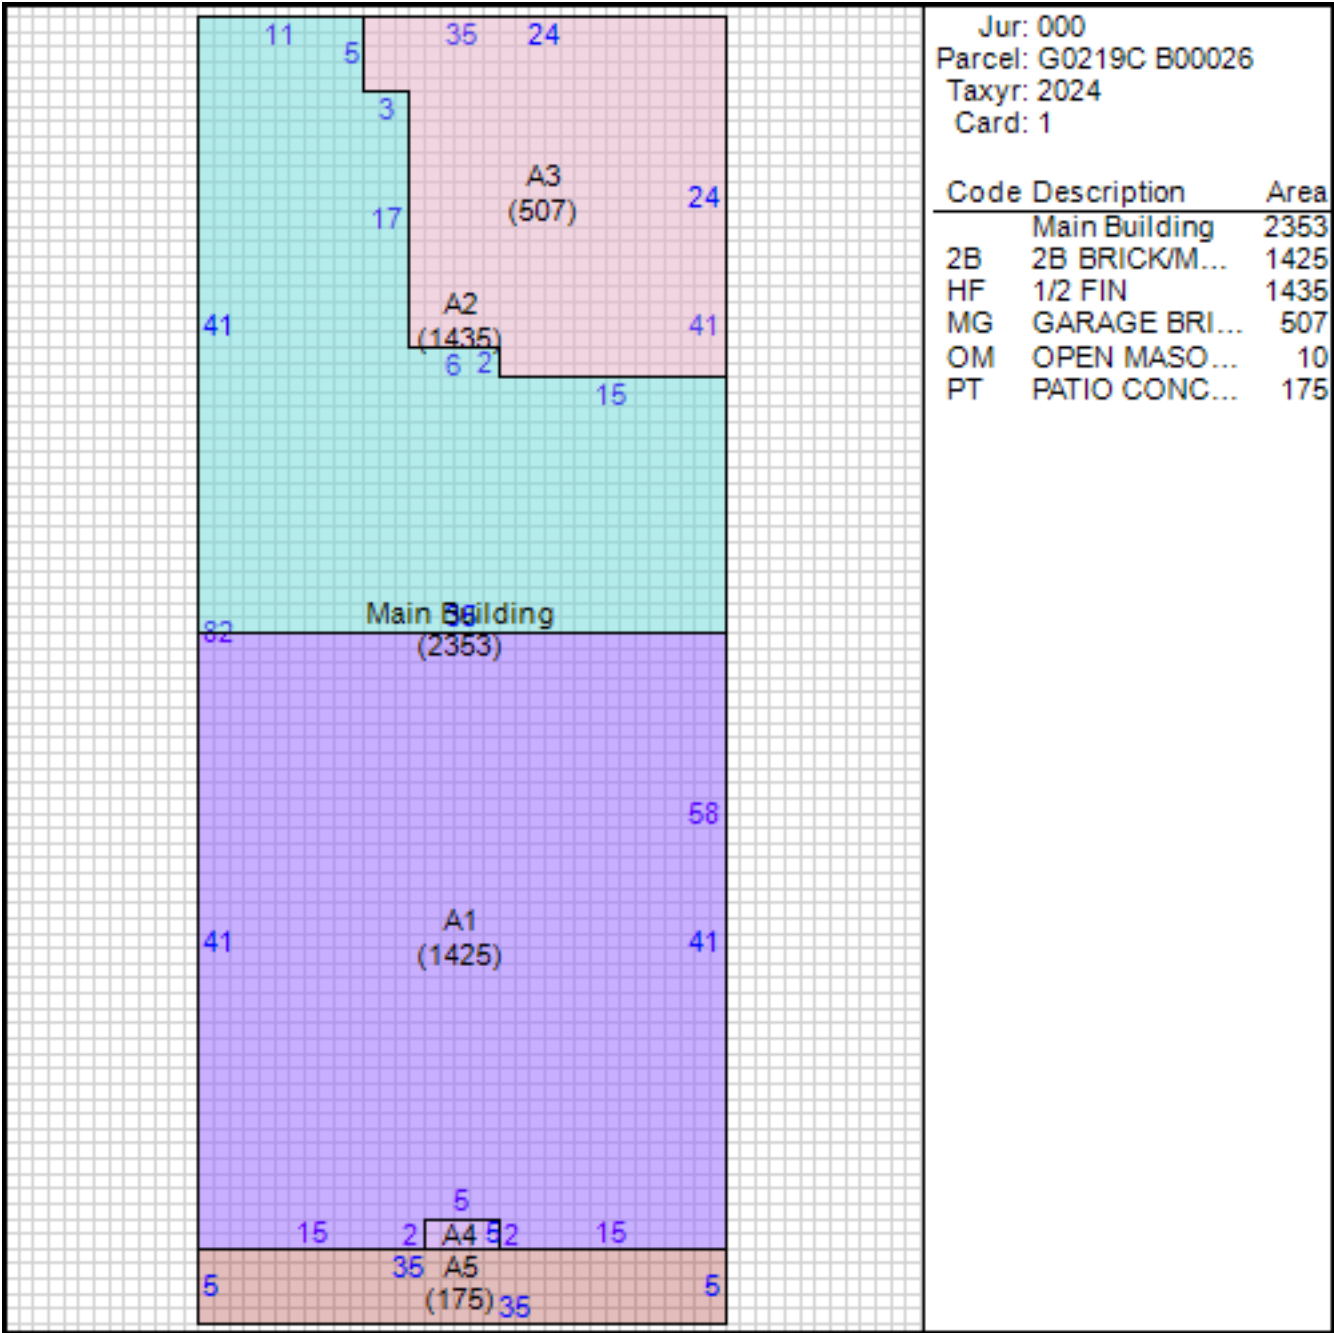 Jur: 000
Parcel: G0219C B00026
Taxyr: 2024
Card: 1
Code Description Area
Main Building 2353
2B 2B BRICK/M... 1425
HF 1/2 FIN 1435
MG GARAGE BRI... 507
OM OPEN MASO... 10
PT PATIO CONC... 175
11 35 24
5
3
A3
(507)
24
17
A2
(1435)
41
41
6 2
15
Main Building
82
(2353)
58
A1
(1425)
41
41
5
15 2 A4 5 2 15
35 A5
5
5
(175) 35